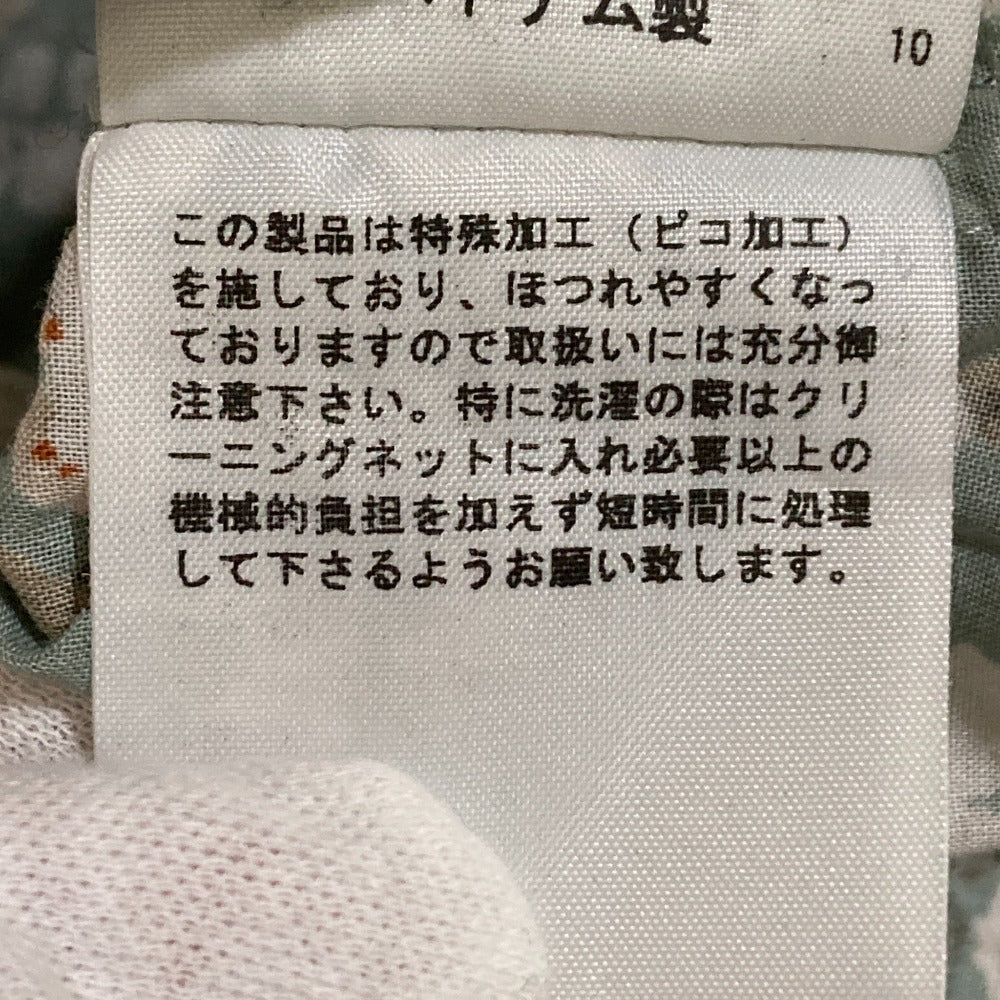 ベトナム製
10
この製品は特殊加工（ピコ加工）
を施しており、ほつれやすくなっ
ておりますので取扱いには充分御
注意下さい。特に洗濯の際はクリ
ーニングネットに入れ必要以上の
機械的負担を加えず短時間に処理
して下さるようお願い致します。